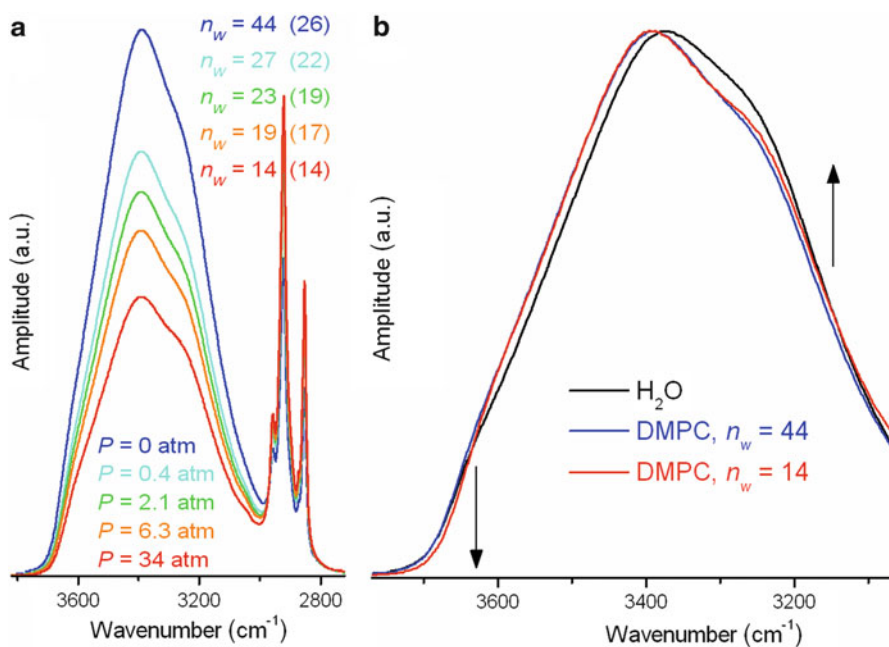 a
n_w = 44 (26)
n_w = 27 (22)
n_w = 23 (19)
n_w = 19 (17)
n_w = 14 (14)
Amplitude (a.u.)
P = 0 atm
P = 0.4 atm
P = 2.1 atm
P = 6.3 atm
P = 34 atm
3600 3200 2800
Wavenumber (cm⁻¹)
b
Amplitude (a.u.)
H₂O
DMPC, n_w = 44
DMPC, n_w = 14
3600 3400 3200
Wavenumber (cm⁻¹)